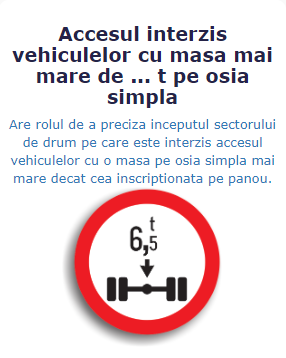 Accesul interzis
vehiculelor cu masa mai
mare de ... t pe osia
simpla
Are rolul de a preciza inceputul sectorului
de drum pe care este interzis accesul
vehiculelor cu o masa pe osia simpla mai
mare decat cea inscriptionata pe panou.
6,5t